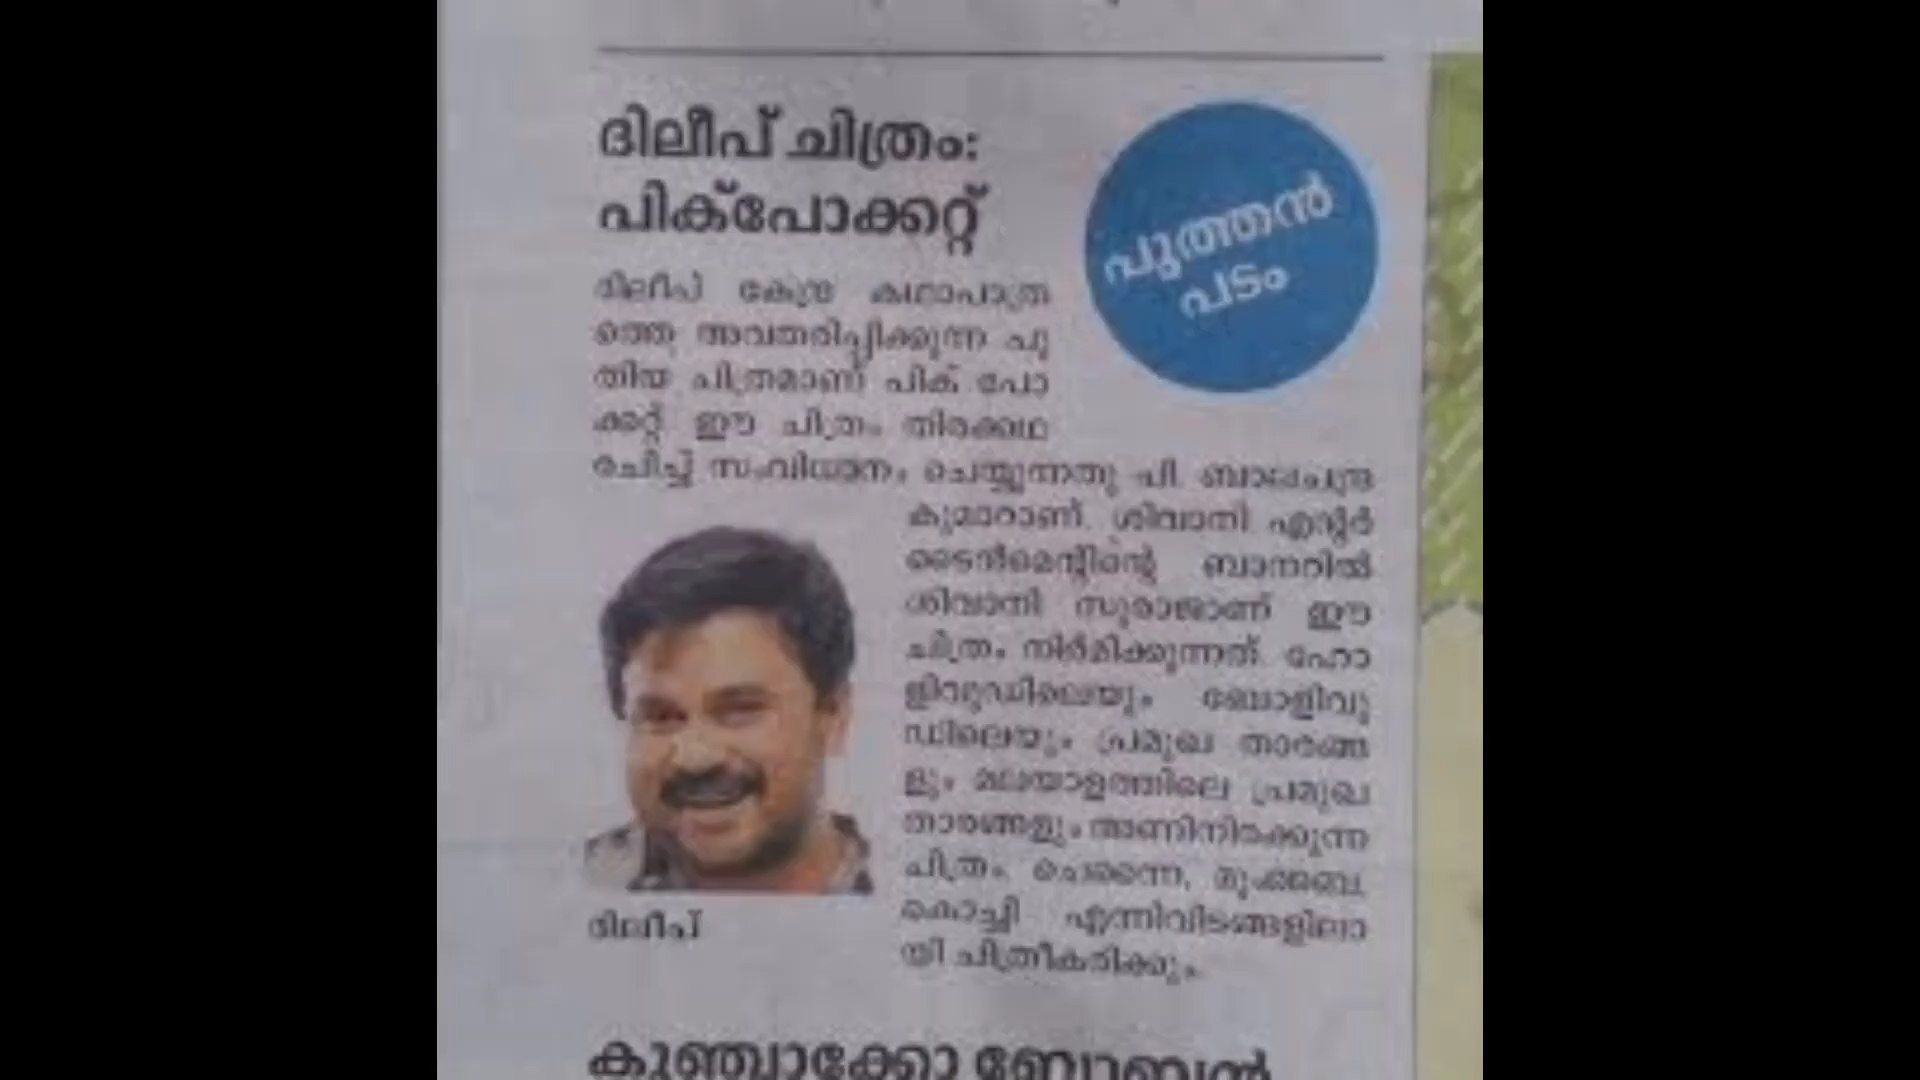 ദിലീപ് ചിത്രം:
പിക്പോക്കറ്റ്
പുത്തൻ
പടം
ദിലീപ് കേന്ദ്ര കഥാപാത്ര
ത്തെ അവതരിപ്പിക്കുന്ന പു
തിയ ചിത്രമാണ് പിക് പോ
ക്കറ്റ്. ഈ ചിത്രം തിരക്കഥ
രചിച്ച് സംവിധാനം ചെയ്യുന്നതു പി. ബാലചന്ദ്ര
കുമാറാണ്. ശിവാനി എന്റർ
ടൈൻമെന്റിന്റെ ബാനറിൽ
ശിവാനി സൂരാജാണ് ഈ
ചിത്രം നിർമിക്കുന്നത്. ഹോ
ളിവുഡിലെയും ബോളിവു
ഡിലെയും പ്രമുഖ താരങ്ങ
ളും മലയാളത്തിലെ പ്രമുഖ
താരങ്ങളും അണിനിരക്കുന്ന
ചിത്രം ചെന്നൈ, മുംബൈ,
കൊച്ചി എന്നിവിടങ്ങളിലാ
യി ചിത്രീകരിക്കും.
ദിലീപ്
കുഞ്ചാക്കോ ബോബൻ